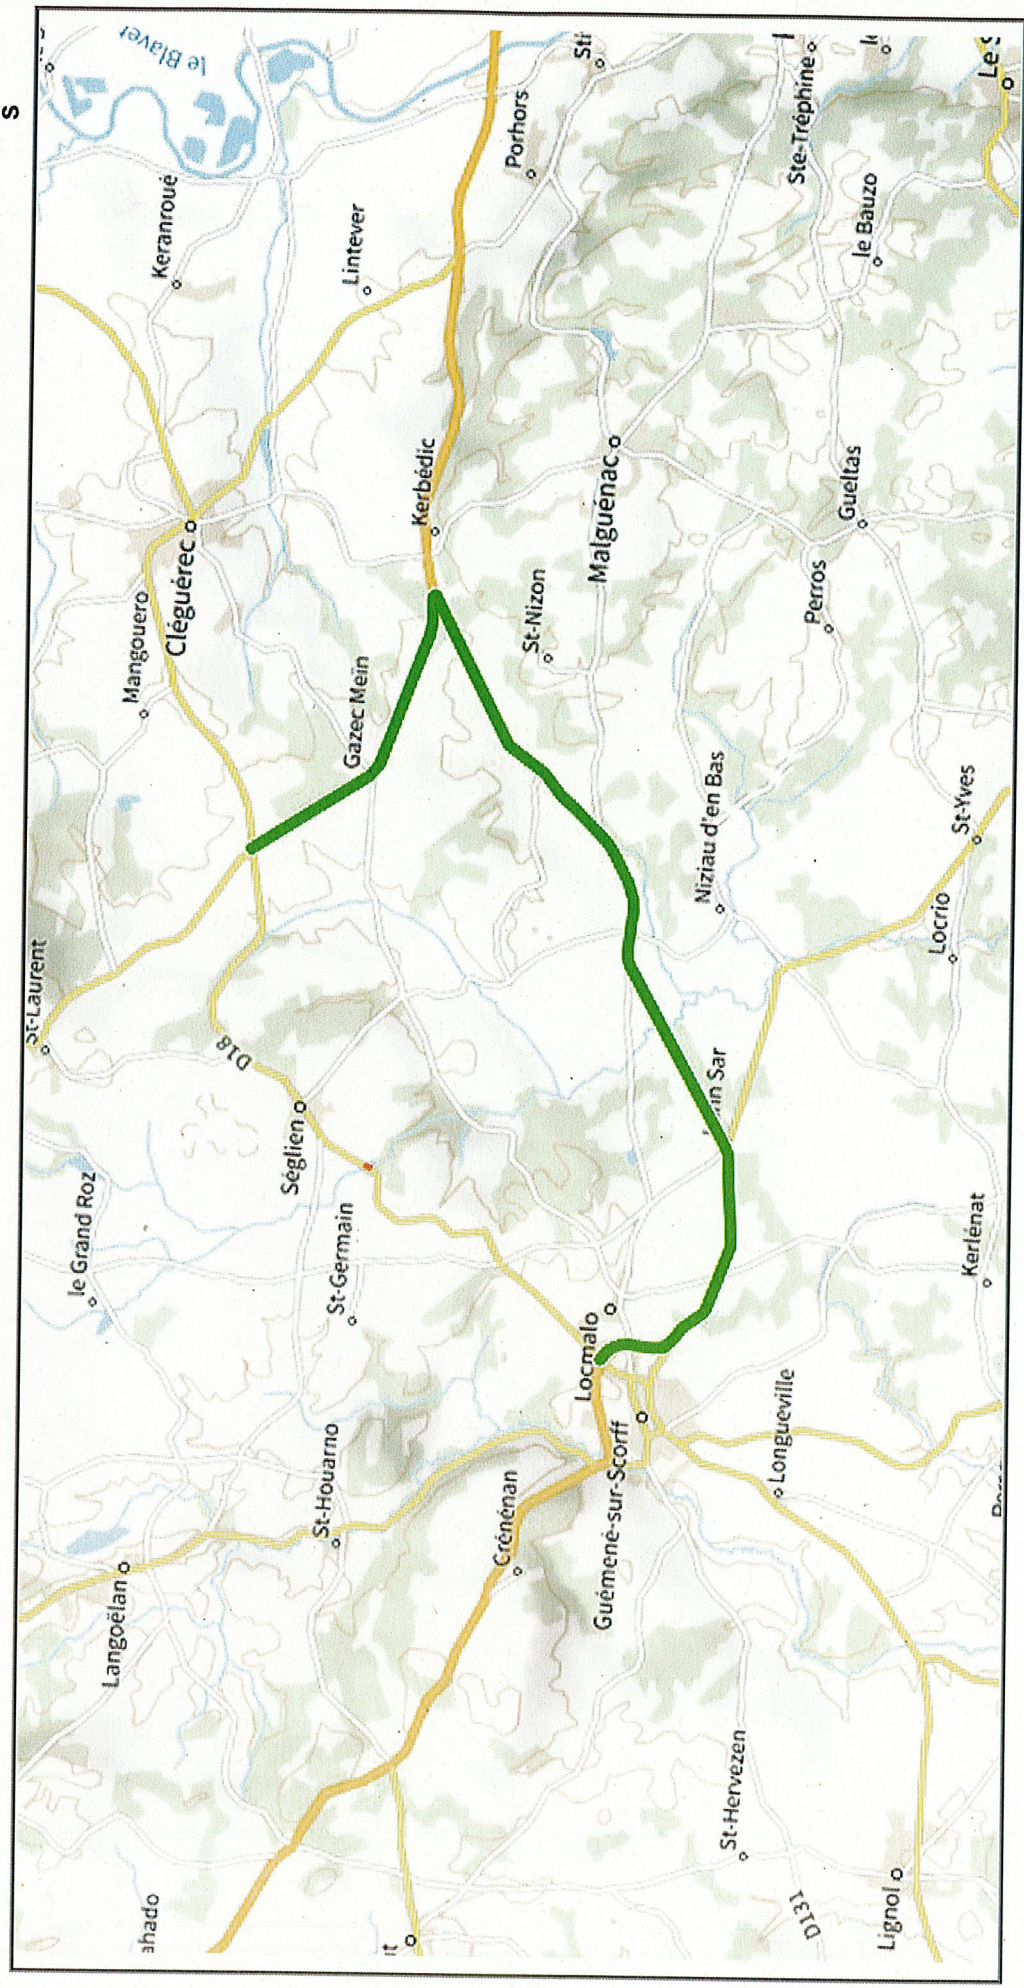 S
le Blavet
Keranroué
Lintever
Porhors
Ste-Tréphine
le Bauzo
Cléguérec
Mangouero
Kerbédic
Malguénac
Gueltas
St-Nizon
Perros
Gazec Meïn
Niziau d'en Bas
St-Yves
Locrio
St-Laurent
D18
Séglien
le Grand Roz
St-Germain
Sar
Kerlénat
Locmalo
Longueville
St-Houarno
Crénénan
Guémené-sur-Scorff
Langoëlan
St-Hervezen
D131
Lignol